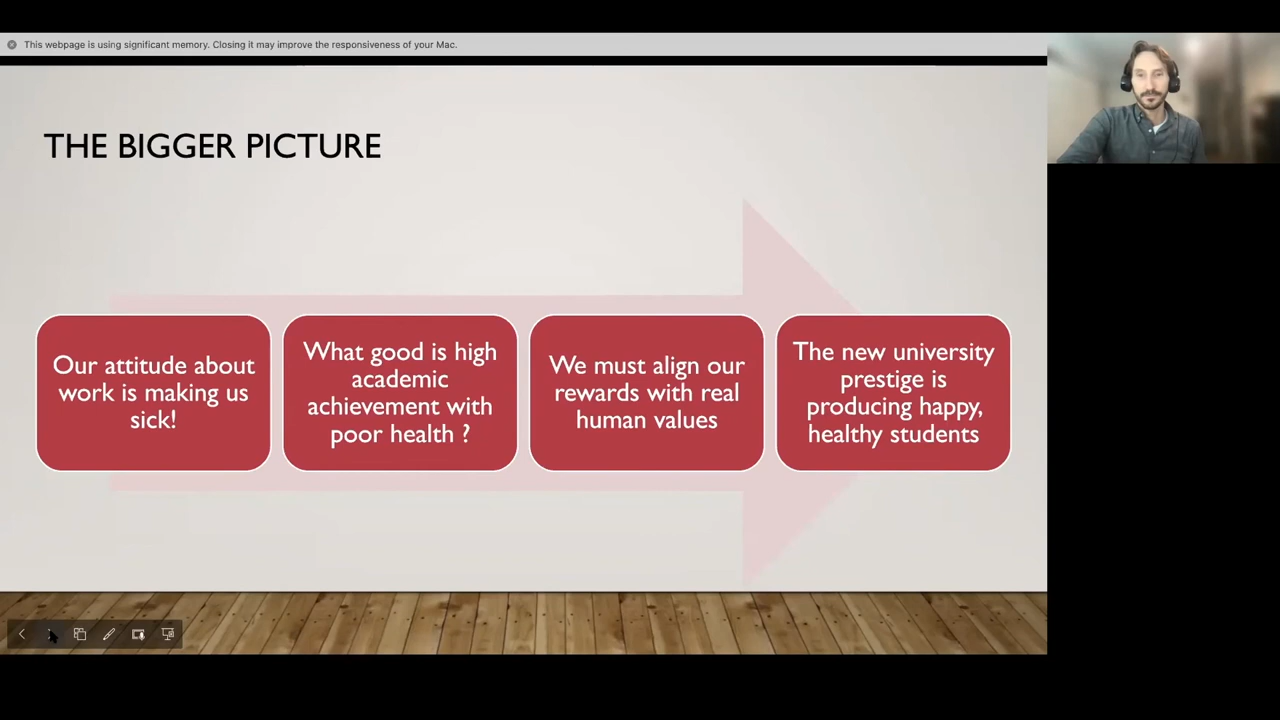 This webpage is using significant memory. Closing it may improve the responsiveness of your Mac.
THE BIGGER PICTURE
Our attitude about
work is making us
sick!
What good is high
academic
achievement with
poor health ?
We must align our
rewards with real
human values
The new university
prestige is
producing happy,
healthy students